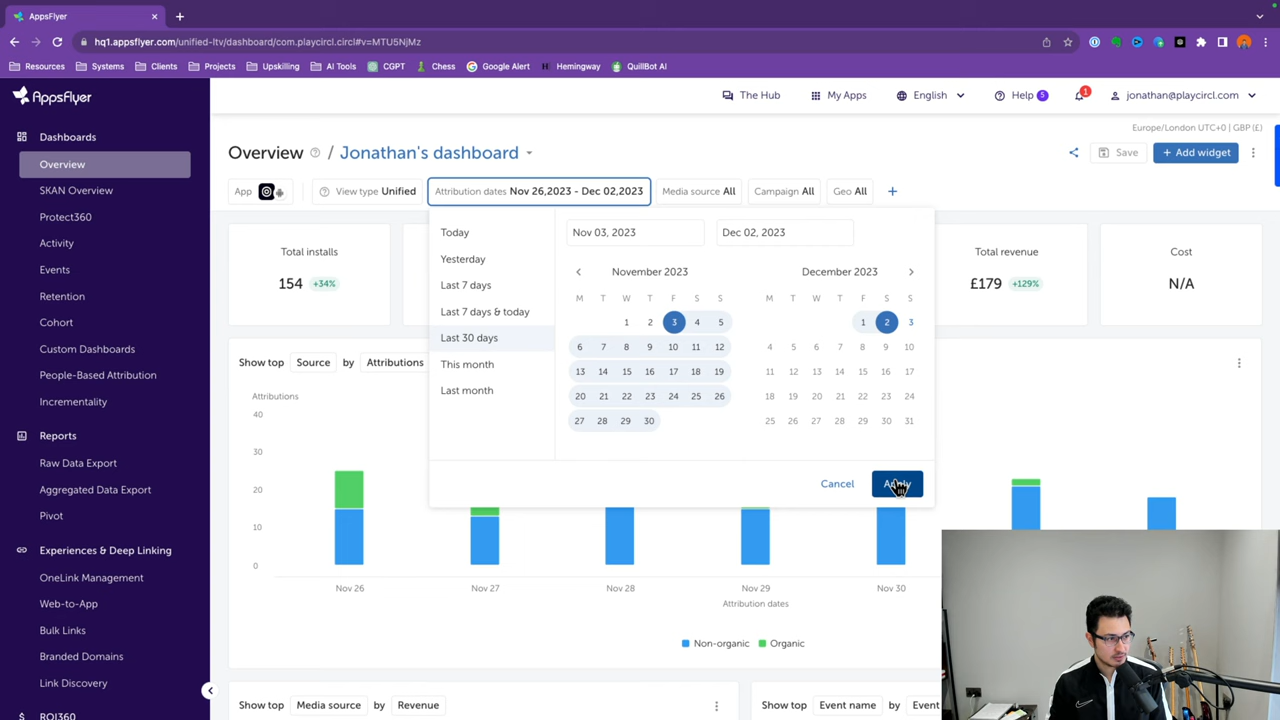 AppsFlyer
hq1.appsflyer.com/unified-ltv/dashboard/com.playcircl.circl#v=MTU5NjMz
Resources Systems Clients Projects Upskilling AI Tools CGPT Chess Google Alert H Hemingway QuillBot AI
AppsFlyer
The Hub My Apps English Help 5 1 jonathan@playcircl.com
Europe/London UTC+0 | GBP (£)
Dashboards
Overview / Jonathan's dashboard Save + Add widget
Overview
SKAN Overview
Protect360
Activity
Events
Retention
Cohort
Custom Dashboards
People-Based Attribution
Incrementality
Reports
Raw Data Export
Aggregated Data Export
Pivot
Experiences & Deep Linking
OneLink Management
Web-to-App
Bulk Links
Branded Domains
Link Discovery
ROI360
App View type Unified Attribution dates Nov 26,2023 - Dec 02,2023 Media source All Campaign All Geo All +
Today
Yesterday
Last 7 days
Last 7 days & today
Last 30 days
This month
Last month
Nov 03, 2023 Dec 02, 2023
November 2023
M T W T F S S
1 2 3 4 5
6 7 8 9 10 11 12
13 14 15 16 17 18 19
20 21 22 23 24 25 26
27 28 29 30
December 2023
M T W T F S S
1 2 3
4 5 6 7 8 9 10
11 12 13 14 15 16 17
18 19 20 21 22 23 24
25 26 27 28 29 30 31
Cancel
Total installs
154 +34%
Total revenue
£179 +129%
Cost
N/A
Show top Source by Attributions
Attributions
40
30
20
10
0
Nov 26 Nov 27 Nov 28 Nov 29 Nov 30
Attribution dates
Non-organic Organic
Show top Media source by Revenue
Show top Event name by Event